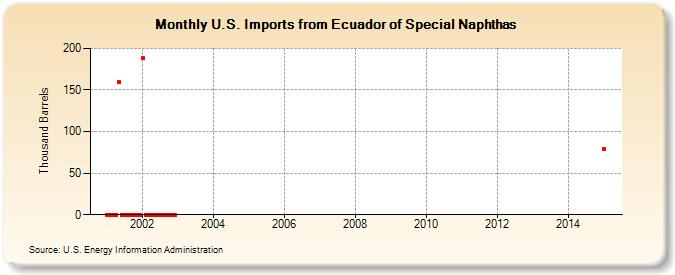 Monthly U.S. Imports from Ecuador of Special Naphthas
Thousand Barrels
200
150
100
50
0
2002 2004 2006 2008 2010 2012 2014
Source: U.S. Energy Information Administration